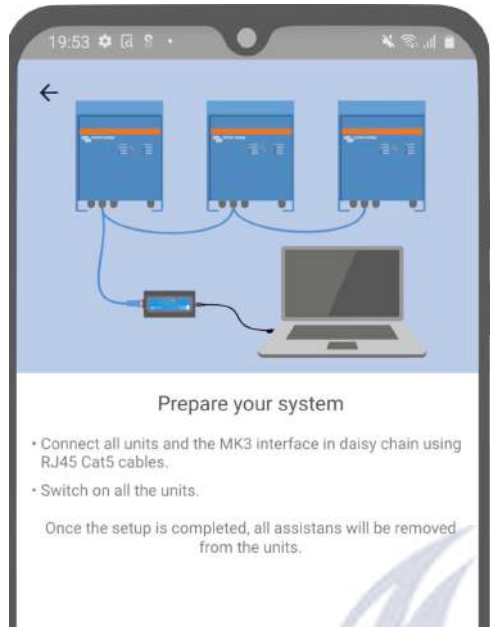 19:53
Prepare your system
• Connect all units and the MK3 interface in daisy chain using
RJ45 Cat5 cables.
• Switch on all the units.
Once the setup is completed, all assistans will be removed
from the units.